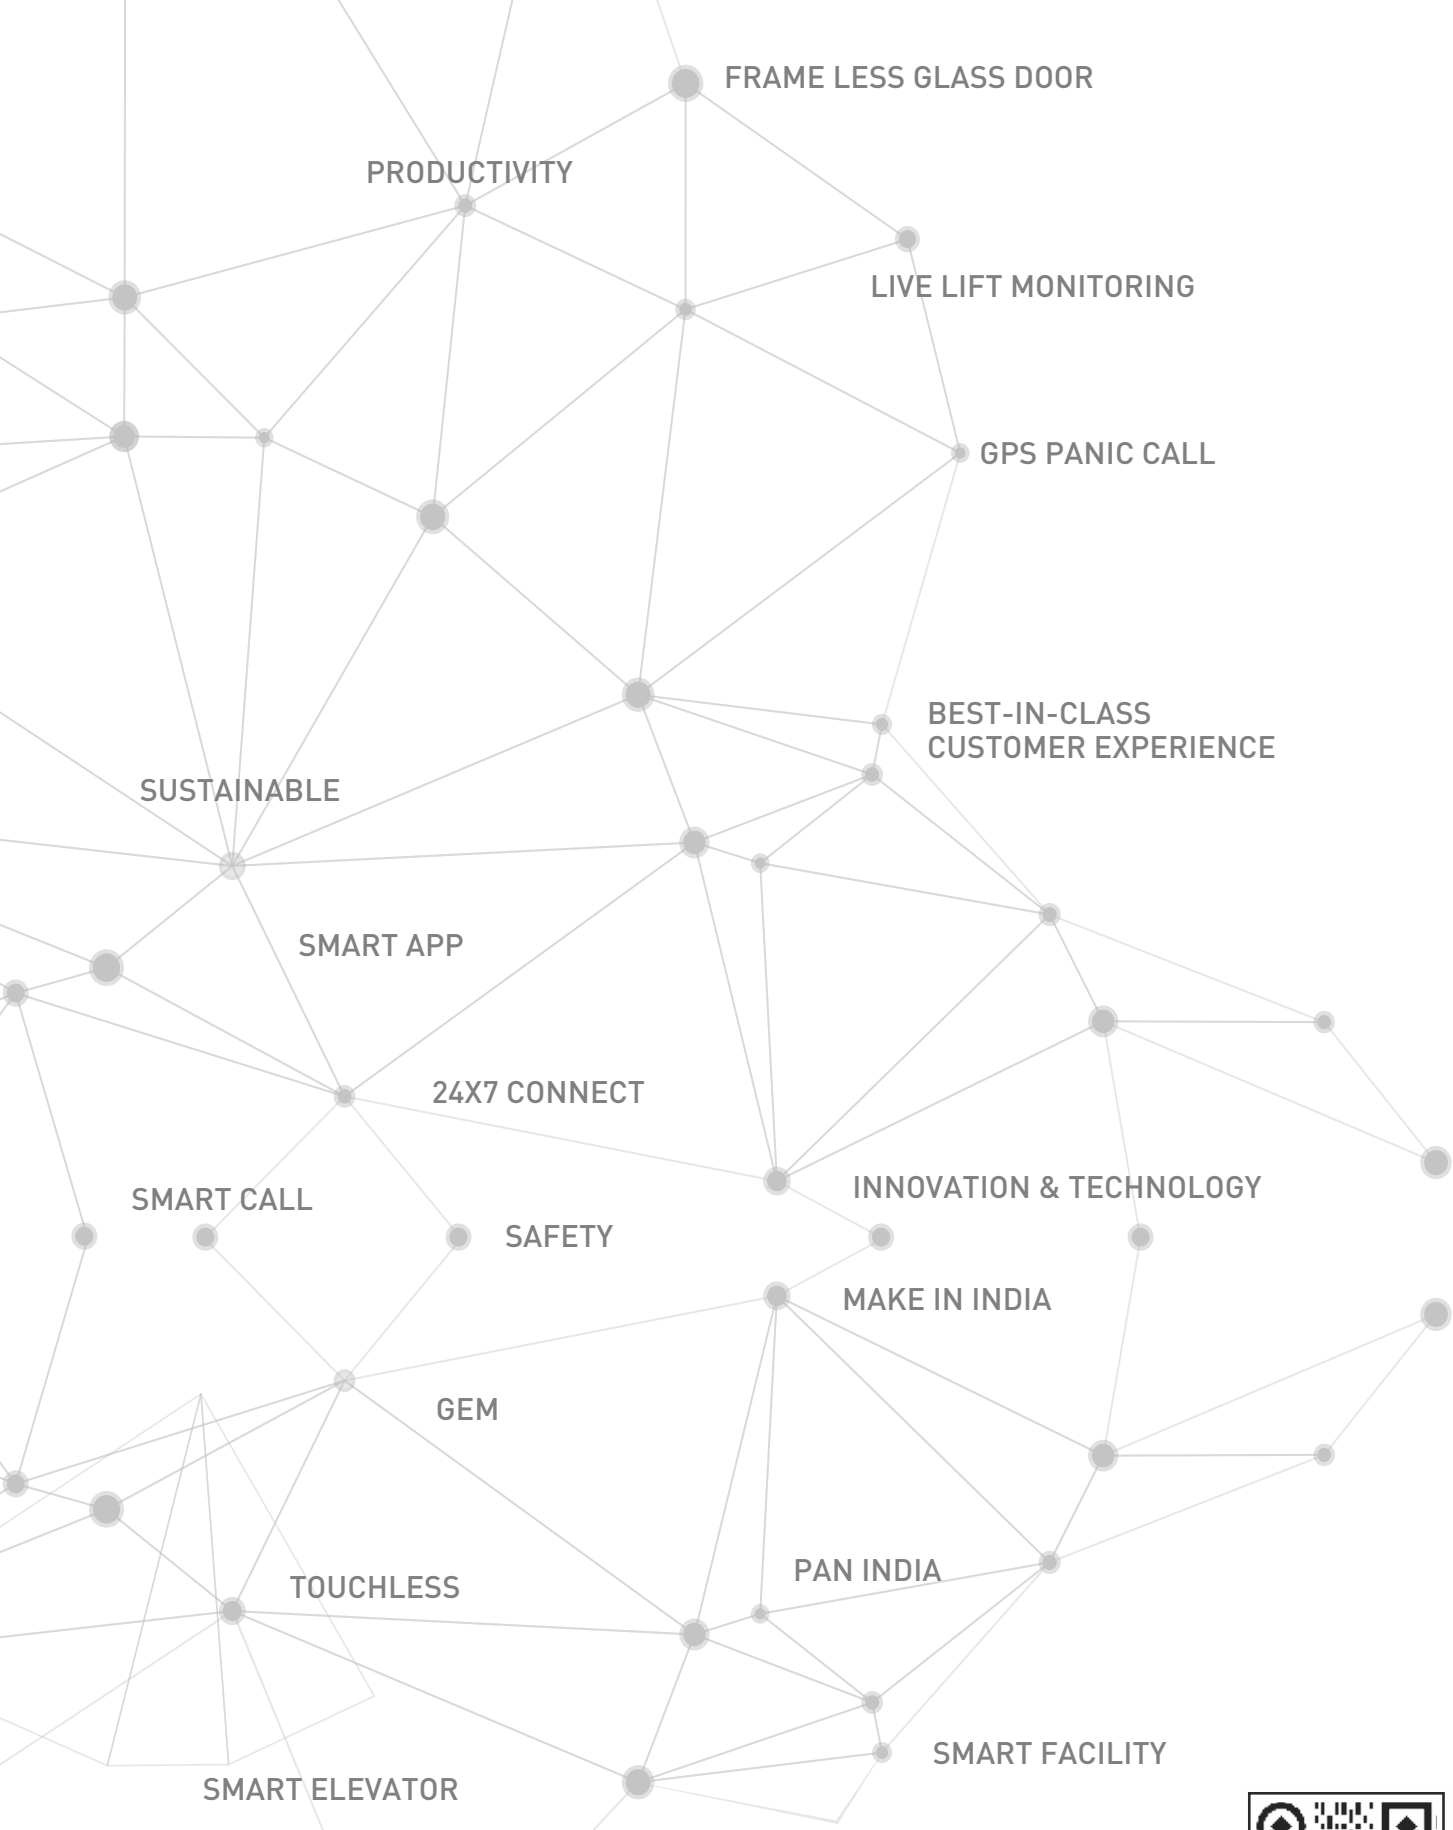 FRAME LESS GLASS DOOR
PRODUCTIVITY
LIVE LIFT MONITORING
GPS PANIC CALL
BEST-IN-CLASS
CUSTOMER EXPERIENCE
SUSTAINABLE
SMART APP
24X7 CONNECT
INNOVATION & TECHNOLOGY
SMART CALL
SAFETY
MAKE IN INDIA
GEM
PAN INDIA
TOUCHLESS
SMART FACILITY
SMART ELEVATOR